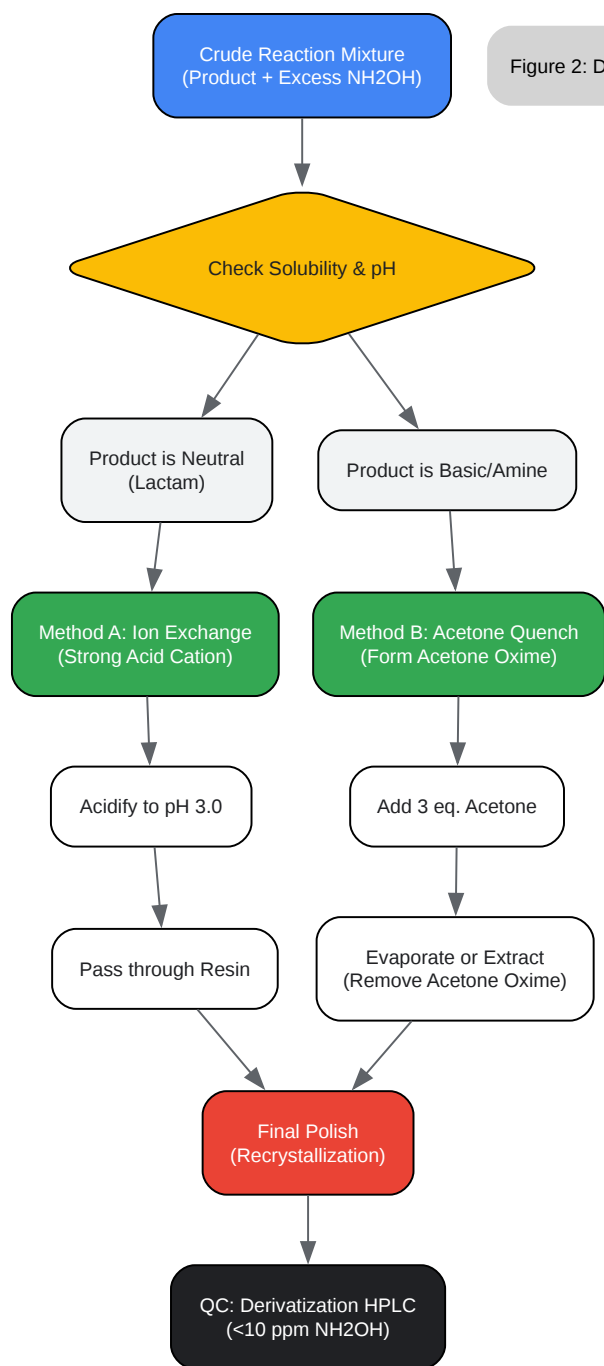 Crude Reaction Mixture
(Product + Excess NH2OH)
Figure 2: D
Check Solubility & pH
Product is Neutral
(Lactam)
Product is Basic/Amine
Method A: Ion Exchange
(Strong Acid Cation)
Method B: Acetone Quench
(Form Acetone Oxime)
Acidify to pH 3.0
Add 3 eq. Acetone
Pass through Resin
Evaporate or Extract
(Remove Acetone Oxime)
Final Polish
(Recrystallization)
QC: Derivatization HPLC
(<10 ppm NH2OH)